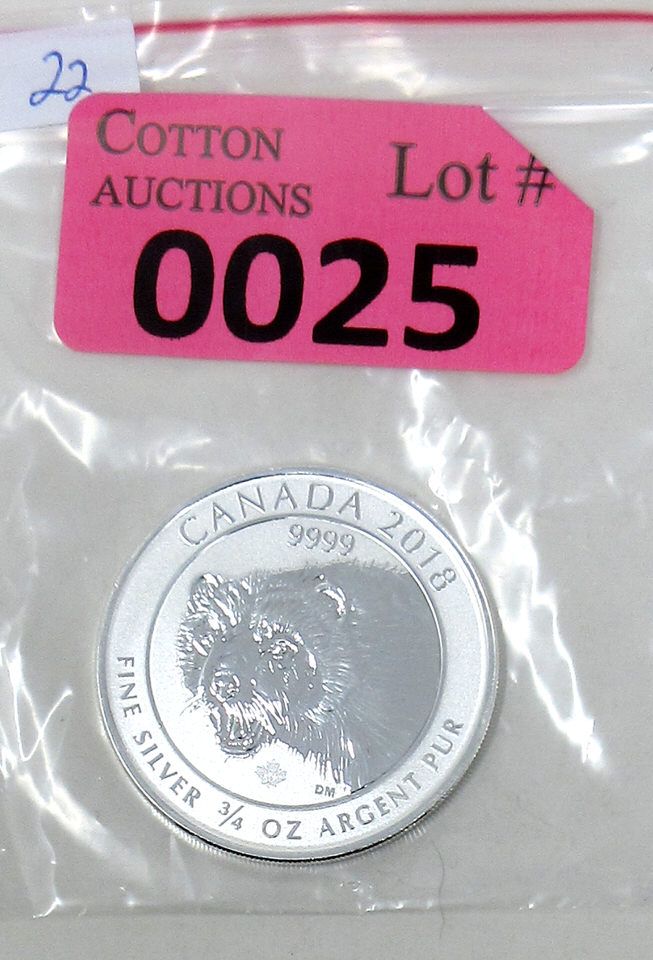 22
COTTON
AUCTIONS
Lot #
0025
CANADA 2018
9999
DM
FINE SILVER 3/4 OZ ARGENT PUR